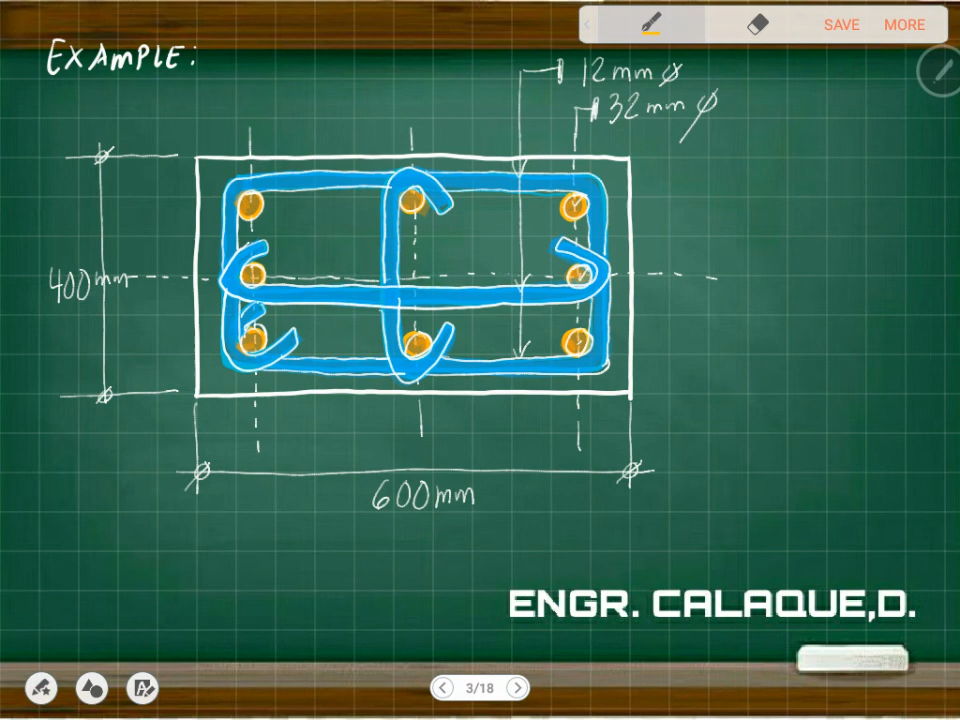 SAVE MORE
EXAMPLE:
12mm ϕ
32mm ϕ
400mm
600mm
ENGR. CALAQUE,D.
3/18